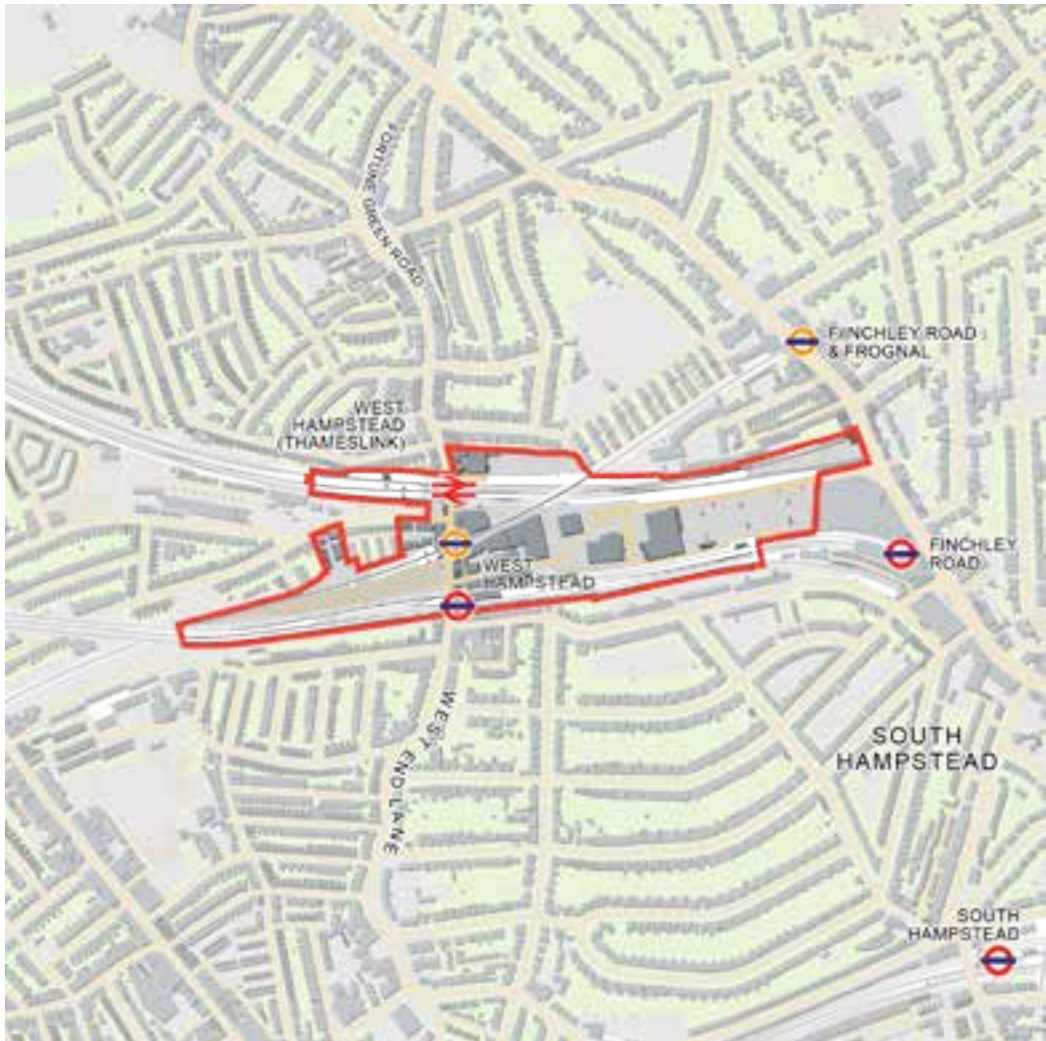 FORTUNE GREEN ROAD
FINCHLEY ROAD
& FROGNAL
WEST
HAMPSTEAD
(THAMESLINK)
FINCHLEY
ROAD
WEST
HAMPSTEAD
WEST END LANE
SOUTH
HAMPSTEAD
SOUTH
HAMPSTEAD